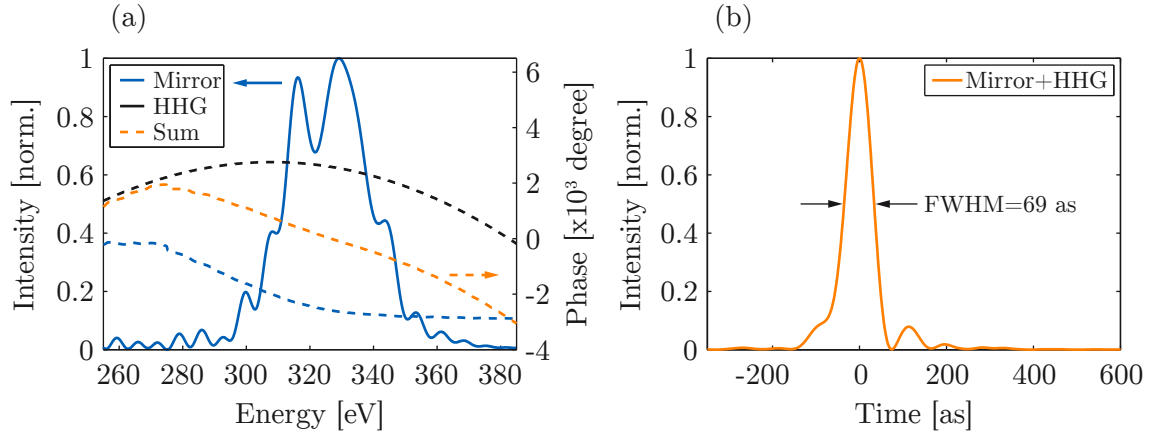 (a)
(b)
Mirror
HHG
Sum
Intensity [norm.]
0
0.2
0.4
0.6
0.8
1
6
4
2
0
-2
-4
Phase [x10³ degree]
260 280 300 320 340 360 380
Energy [eV]
Mirror+HHG
FWHM=69 as
Intensity [norm.]
0
0.2
0.4
0.6
0.8
1
-200 0 200 400 600
Time [as]